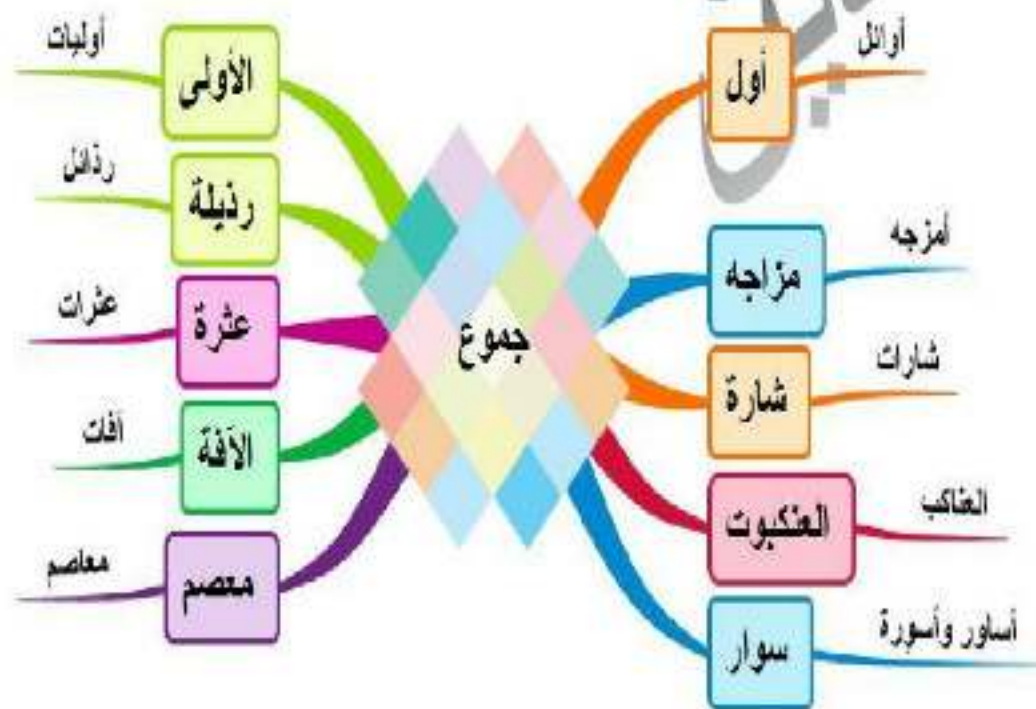 جموع
أول
أوائل
مزاجه
أمزجه
شارة
شارات
العنكبوت
العناكب
سوار
أساور وأسورة
الأولى
أوليات
رذيلة
رذائل
عثرة
عثرات
الآفة
آفات
معصم
معاصم